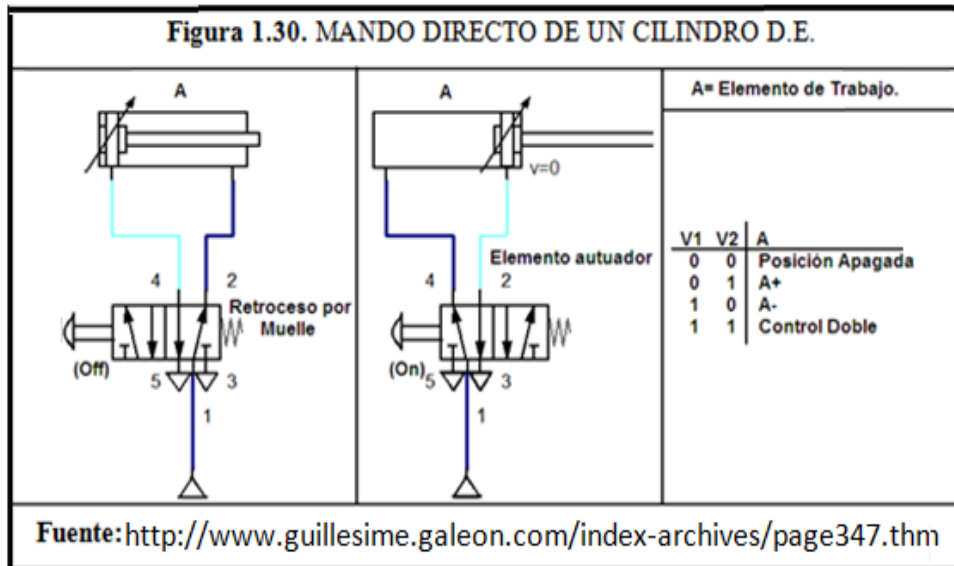 Figura 1.30. MANDO DIRECTO DE UN CILINDRO D.E.
A
4
2
Retroceso por
Muelle
(Off)
5
3
1
A
v=0
Elemento autuador
4
2
(On)
5
3
1
A= Elemento de Trabajo.
V1 V2 A
0 0 Posición Apagada
0 1 A+
1 0 A-
1 1 Control Doble
Fuente: http://www.guillesime.galeon.com/index-archives/page347.thm